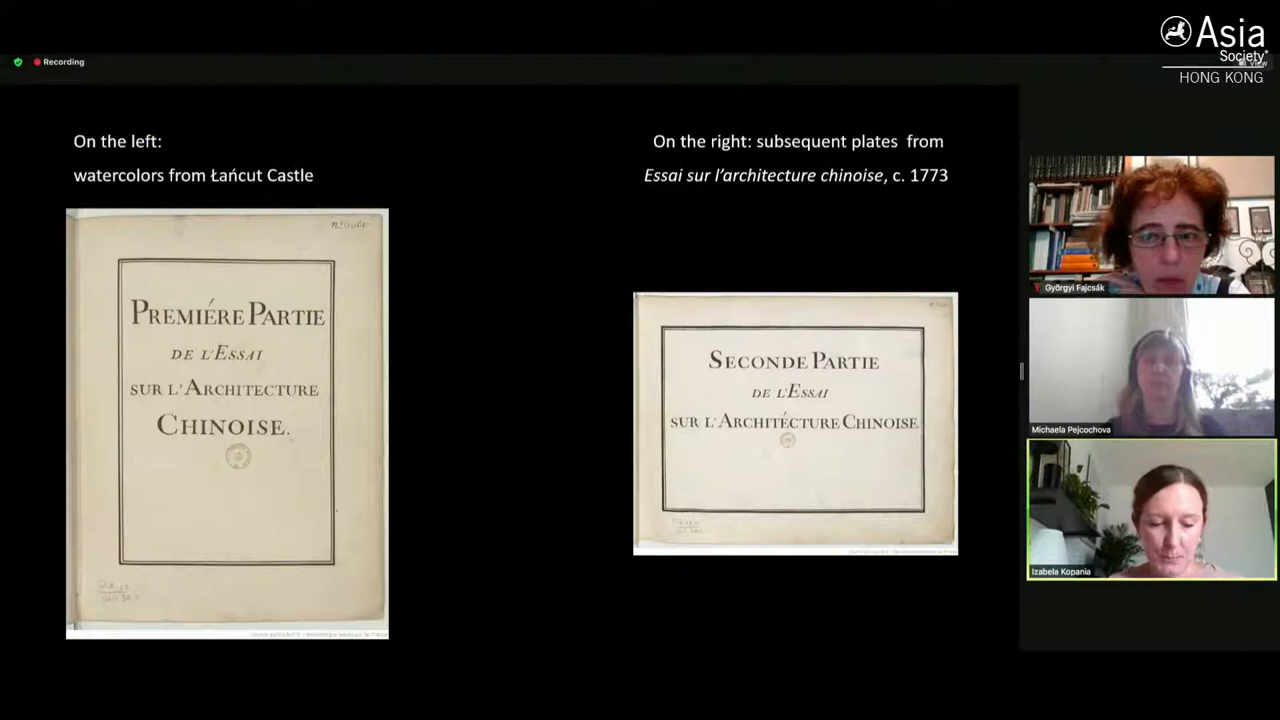 Asia
Society
View
HONG KONG
Recording
On the left:
watercolors from Łańcut Castle
On the right: subsequent plates from
Essai sur l'architecture chinoise, c. 1773
PREMIÉRE PARTIE
DE L'ESSAI
SUR L'ARCHITECTURE
CHINOISE.
SECONDE PARTIE
DE L'ESSAI
SUR L'ARCHITÉCTURE CHINOISE
Györgyi Fajcsák
Michaela Pejcochova
Izabela Kopania